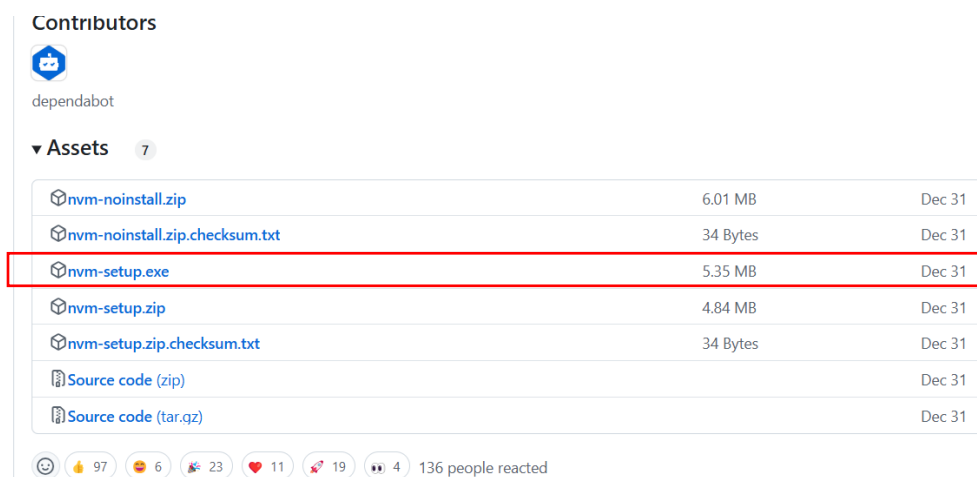 Contributors
dependabot
Assets 7
nvm-noinstall.zip 6.01 MB Dec 31
nvm-noinstall.zip.checksum.txt 34 Bytes Dec 31
nvm-setup.exe 5.35 MB Dec 31
nvm-setup.zip 4.84 MB Dec 31
nvm-setup.zip.checksum.txt 34 Bytes Dec 31
Source code (zip) Dec 31
Source code (tar.gz) Dec 31
97 6 23 11 19 4 136 people reacted